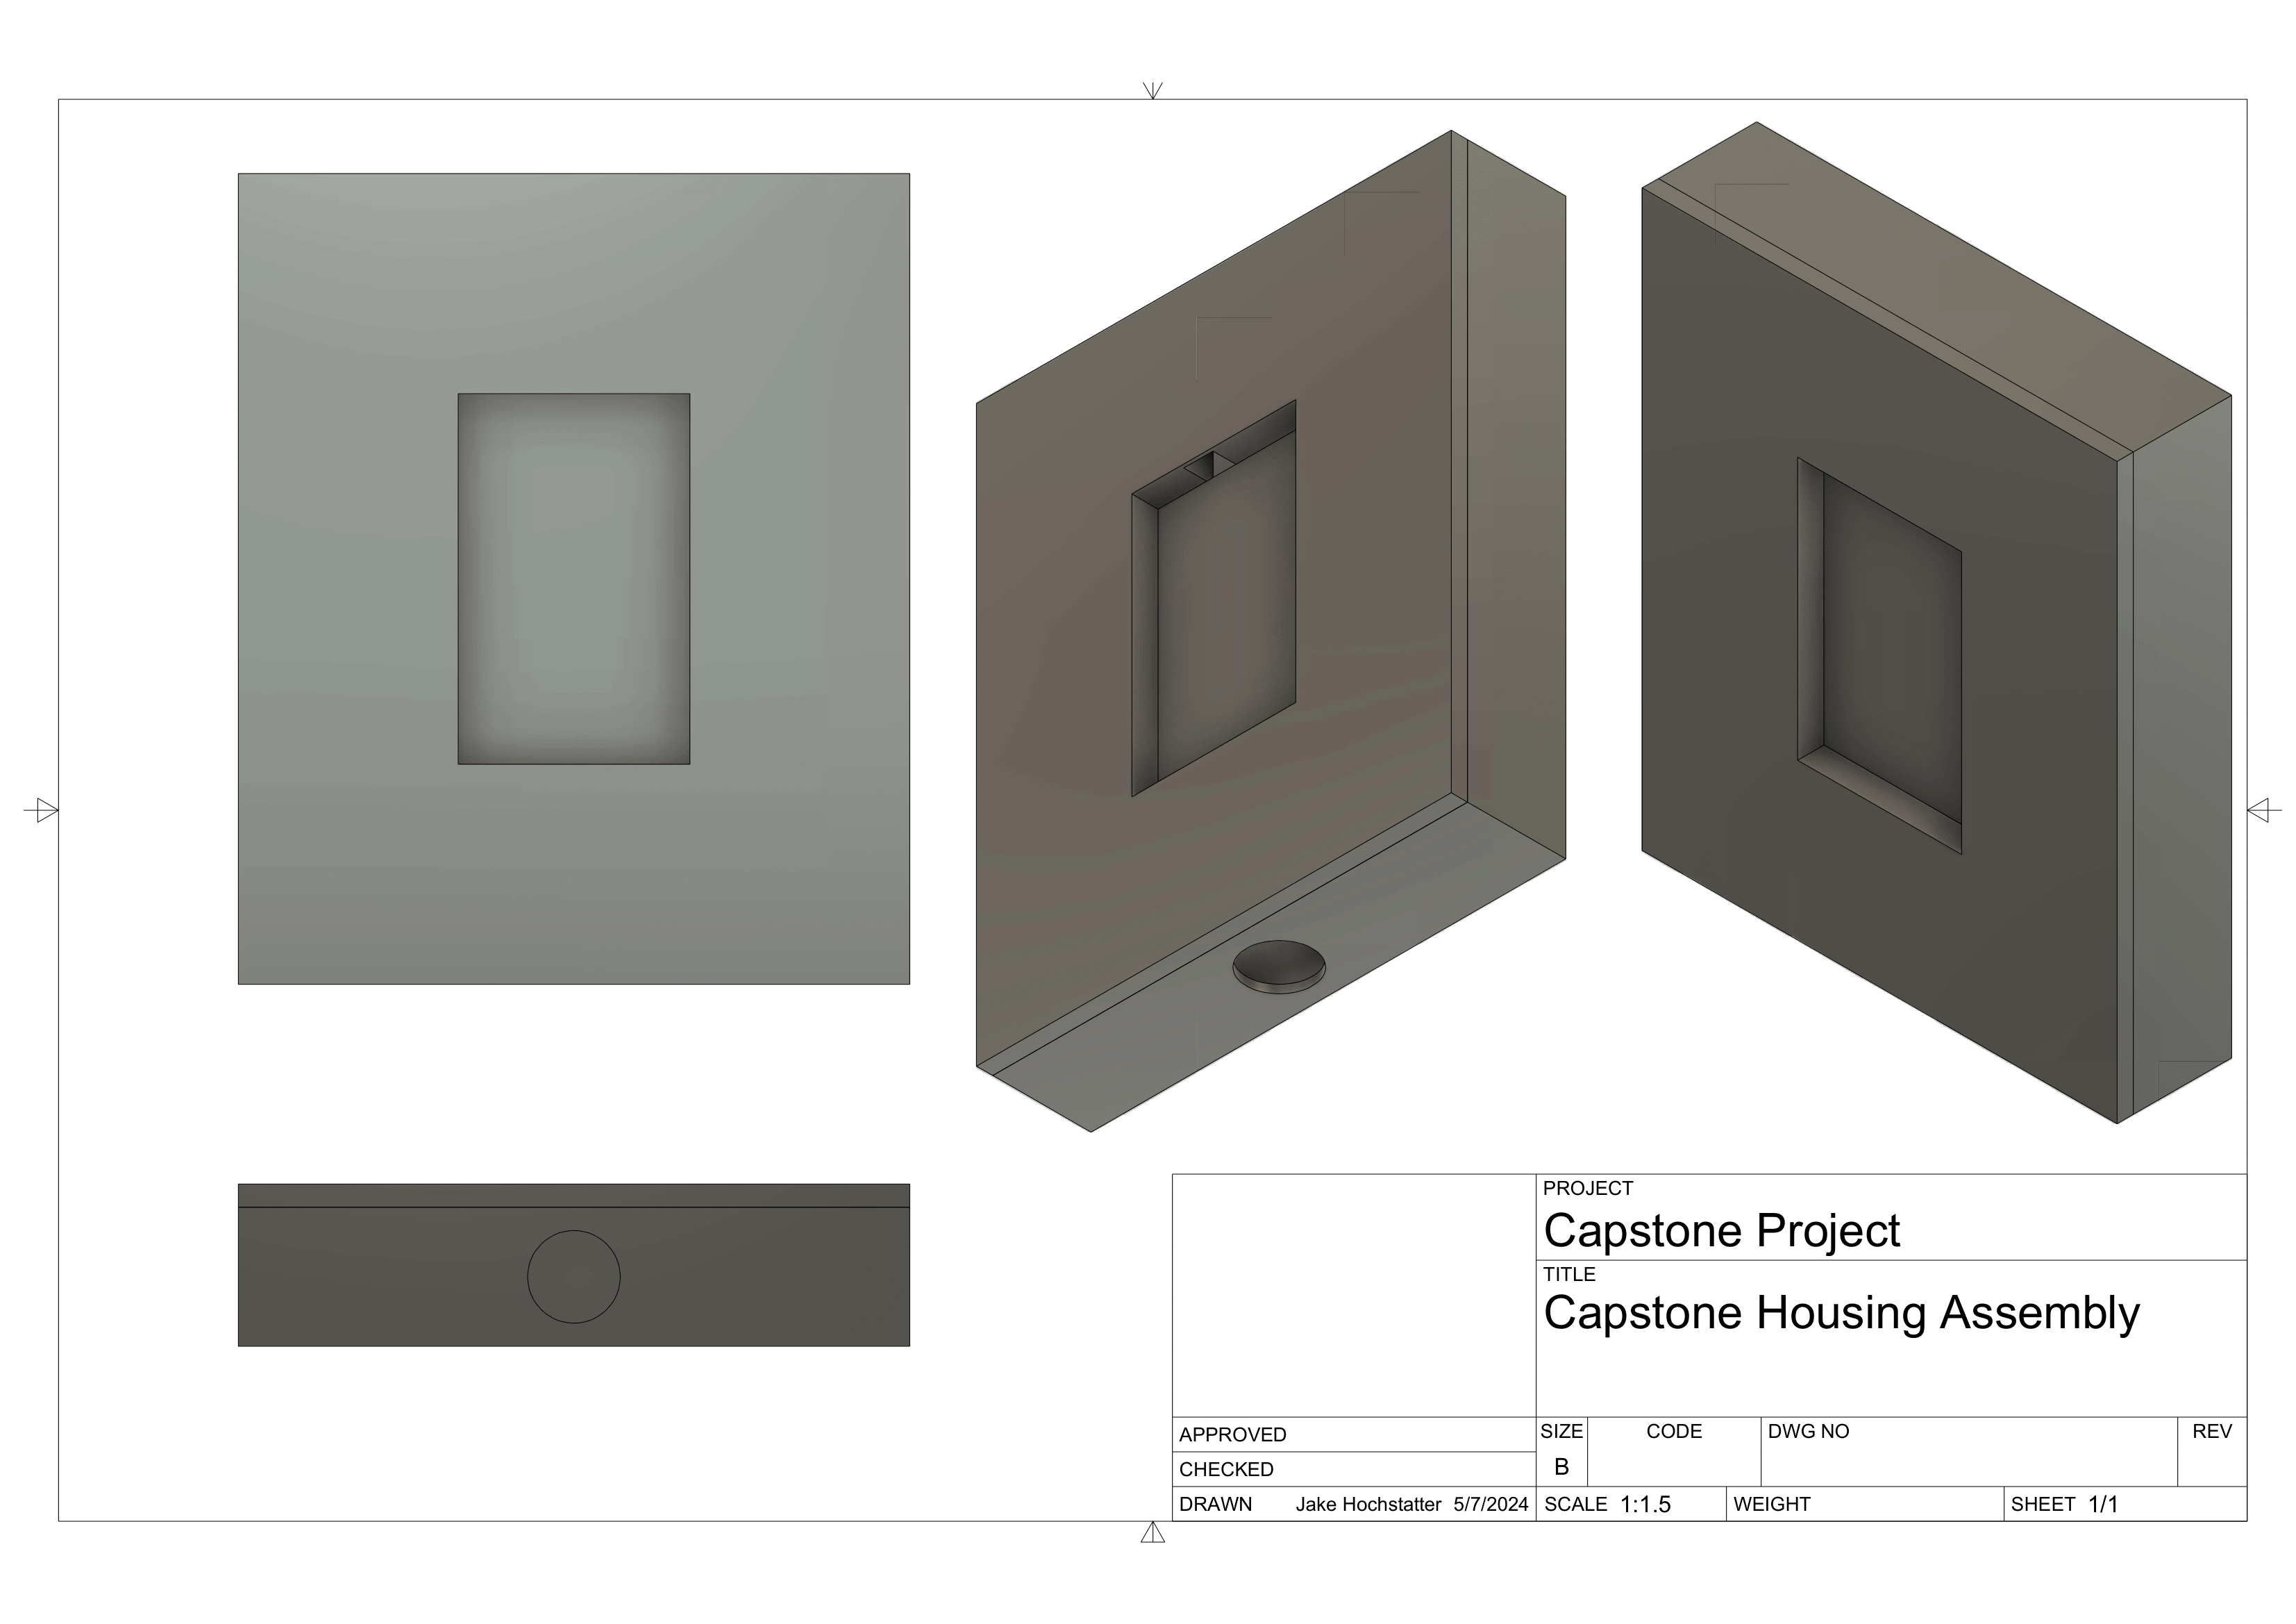 PROJECT
Capstone Project
TITLE
Capstone Housing Assembly
APPROVED
CHECKED
DRAWN Jake Hochstatter 5/7/2024
SIZE CODE DWG NO REV
B
SCALE 1:1.5 WEIGHT SHEET 1/1